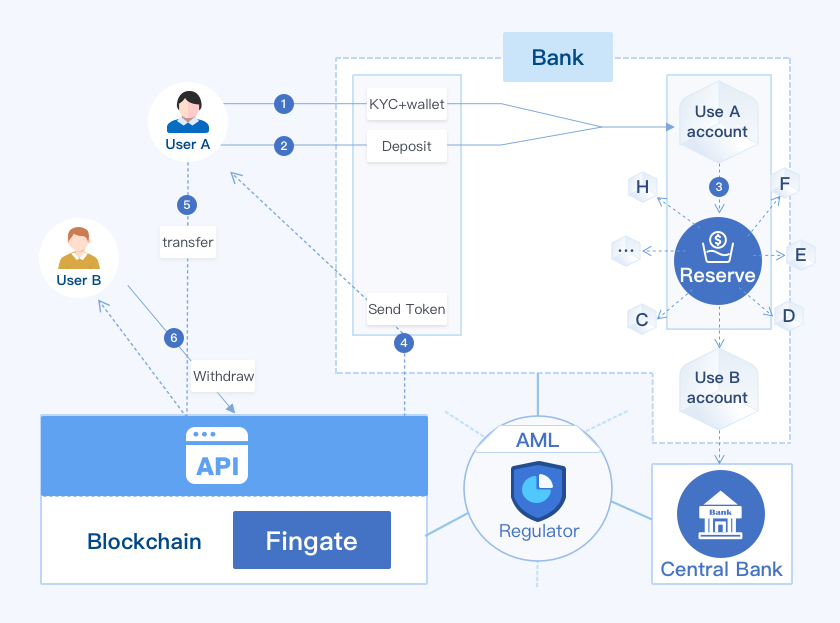 Bank
1
KYC+wallet
Use A
account
User A
2
Deposit
3
H
F
5
transfer
...
Reserve
E
User B
Send Token
C
D
6
4
Withdraw
Use B
account
API
AML
Regulator
Bank
Blockchain
Fingate
Central Bank